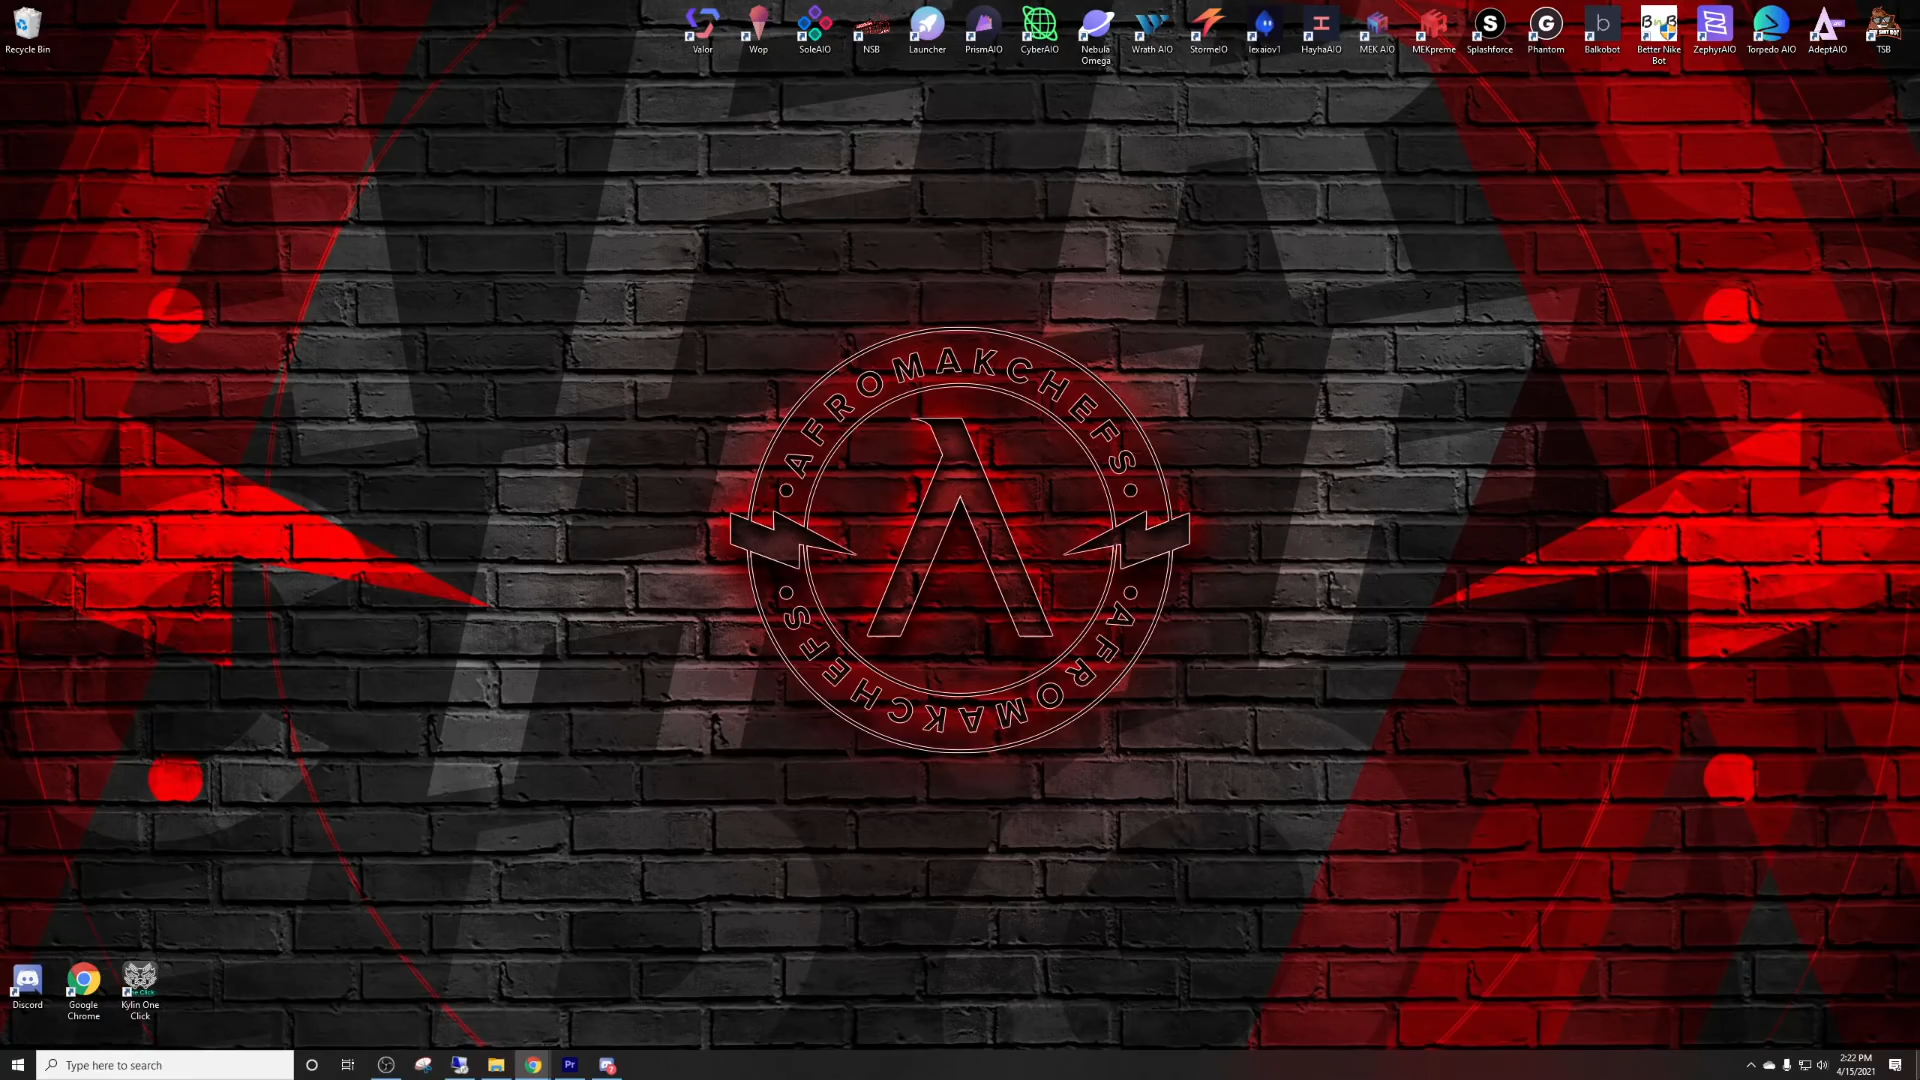 Recycle Bin
Valor
Wop
SoleAIO
NSB
Launcher
PrismAIO
CyberAIO
Nebula
Omega
Wrath AIO
StormeIO
lexaiov1
HayhaAIO
MEK AIO
MEKpreme
Splashforce
Phantom
Balkobot
Better Nike
Bot
ZephyrAIO
Torpedo AIO
AdeptAIO
TSB
AFROMAKCHEFS
AFROMAKCHEFS
Discord
Google
Chrome
Kylin One
Click
Type here to search
Pr
2:22 PM
4/15/2021